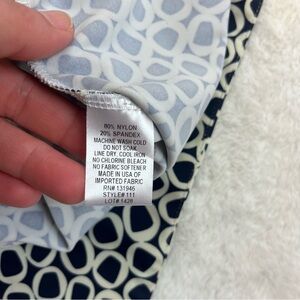 80% NYLON
20% SPANDEX
MACHINE WASH COLD
DO NOT SOAK
LINE DRY, COOL IRON
NO CHLORINE BLEACH
NO FABRIC SOFTENER
MADE IN USA OF
IMPORTED FABRIC
RN# 131946
STYLE# 111
LOT# 1428